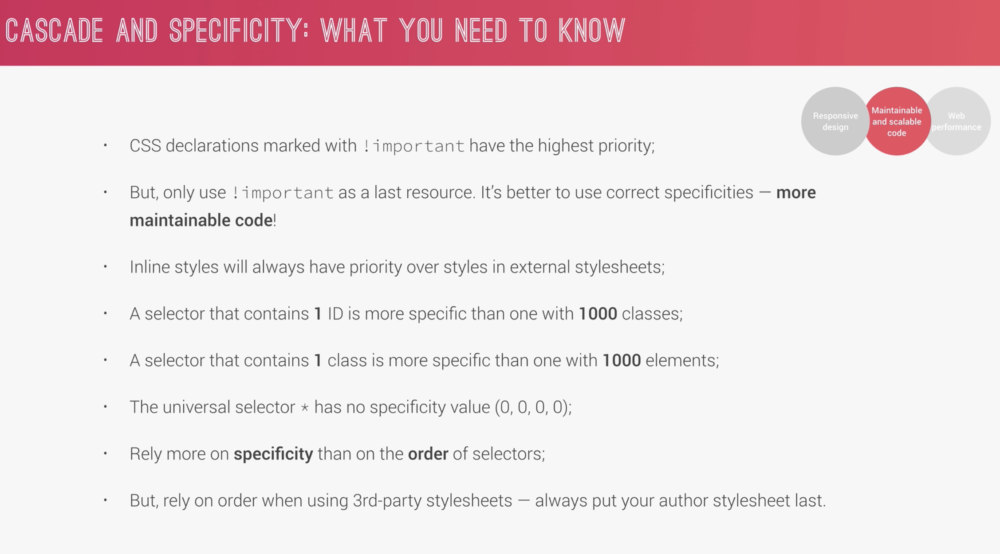 CASCADE AND SPECIFICITY: WHAT YOU NEED TO KNOW
Responsive
design
Maintainable
and scalable
code
Web
performance
• CSS declarations marked with !important have the highest priority;
• But, only use !important as a last resource. It’s better to use correct specificities — more
maintainable code!
• Inline styles will always have priority over styles in external stylesheets;
• A selector that contains 1 ID is more specific than one with 1000 classes;
• A selector that contains 1 class is more specific than one with 1000 elements;
• The universal selector * has no specificity value (0, 0, 0, 0);
• Rely more on specificity than on the order of selectors;
• But, rely on order when using 3rd-party stylesheets — always put your author stylesheet last.